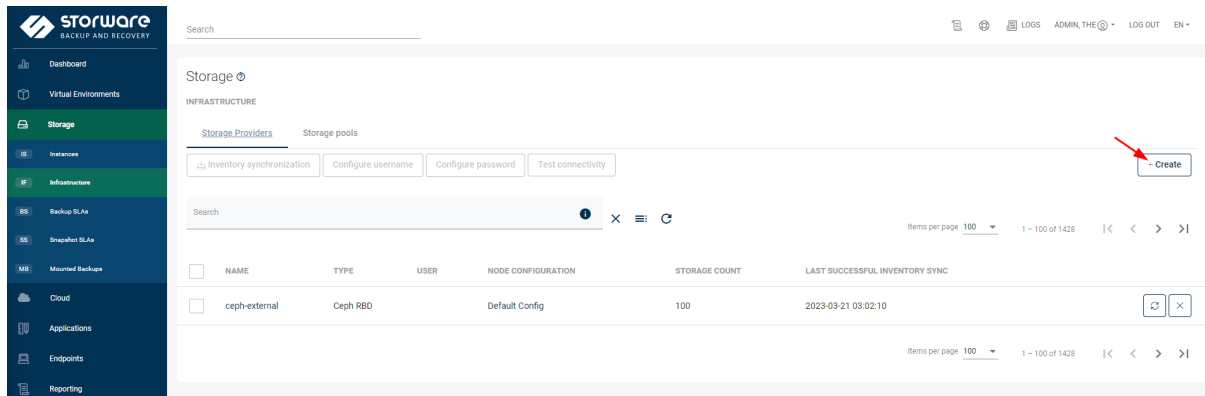 STORWARE
BACKUP AND RECOVERY
Search
LOGS ADMIN, THE LOG OUT EN
Dashboard
Virtual Environments
Storage
IS Instances
IF Infrastructure
BS Backup SLAs
SS Snapshot SLAs
MB Mounted Backups
Cloud
Applications
Endpoints
Reporting
Storage
INFRASTRUCTURE
Storage Providers Storage pools
Inventory synchronization Configure username Configure password Test connectivity + Create
Search
Items per page 100 1 – 100 of 1428
NAME TYPE USER NODE CONFIGURATION STORAGE COUNT LAST SUCCESSFUL INVENTORY SYNC
ceph-external Ceph RBD Default Config 100 2023-03-21 03:02:10
Items per page 100 1 – 100 of 1428